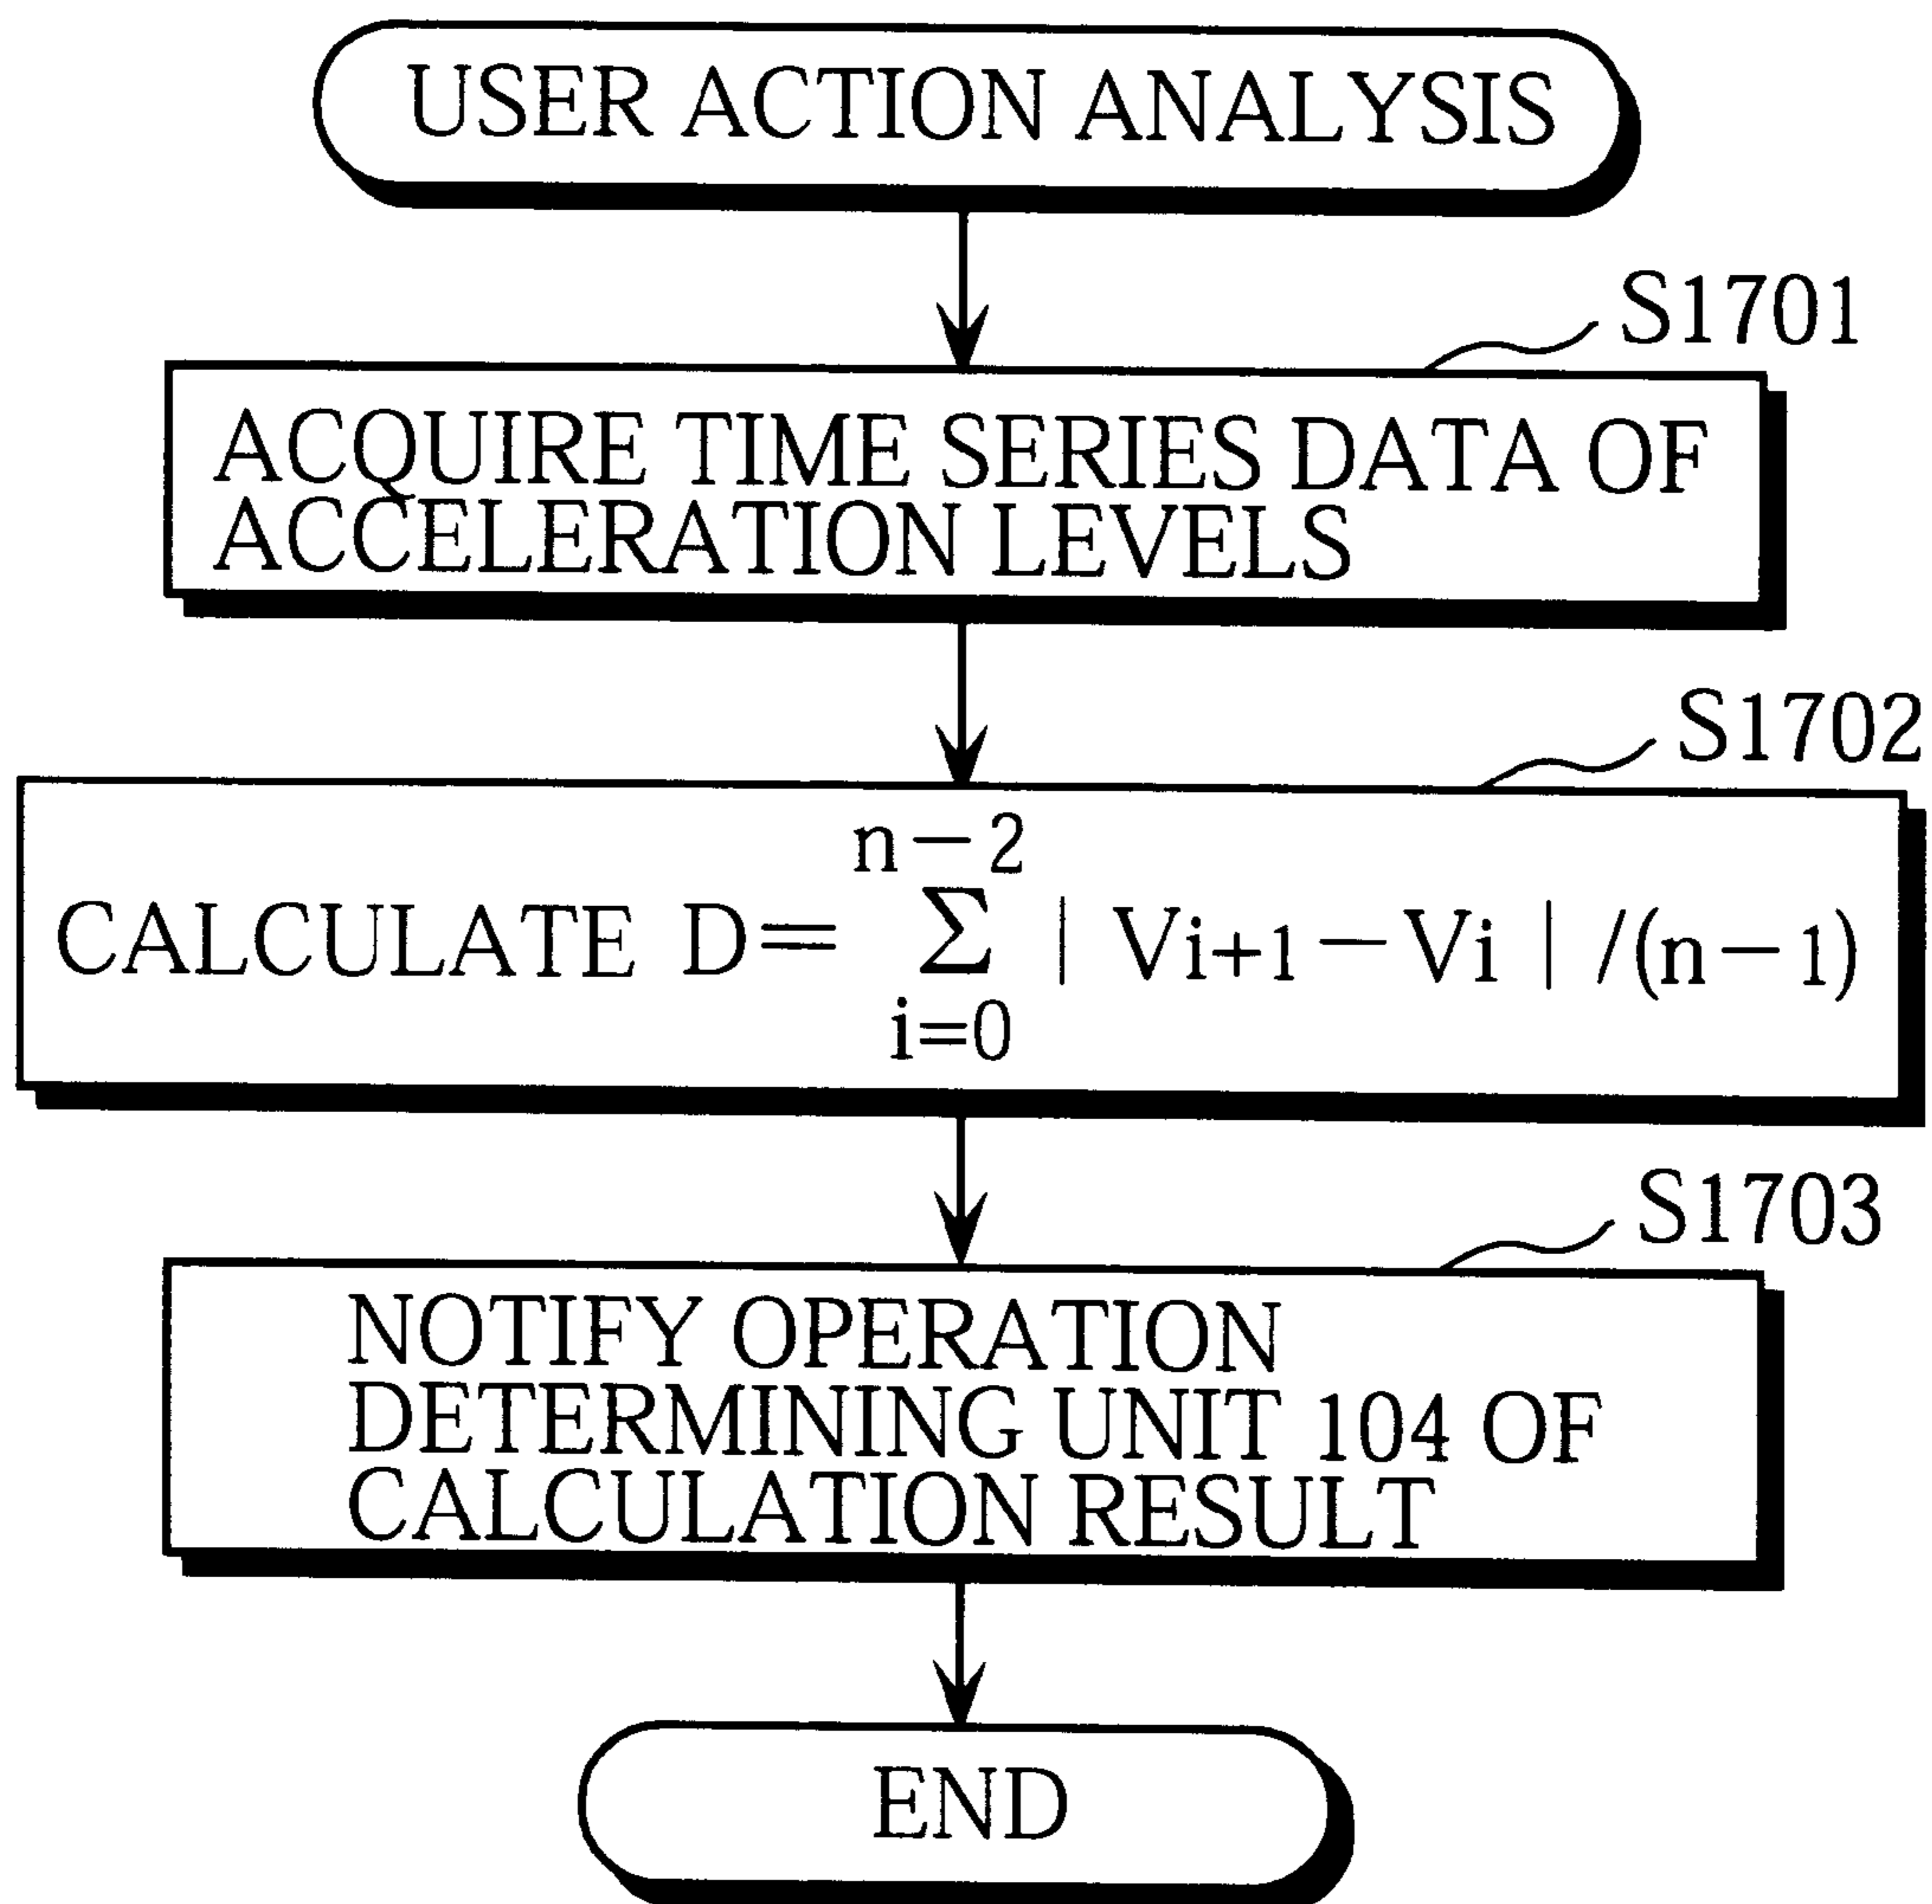 USER ACTION ANALYSIS
S1701
ACQUIRE TIME SERIES DATA OF
ACCELERATION LEVELS
S1702
n−2
CALCULATE D=Σ | Vi+1−Vi | /(n−1)
i=0
S1703
NOTIFY OPERATION
DETERMINING UNIT 104 OF
CALCULATION RESULT
END